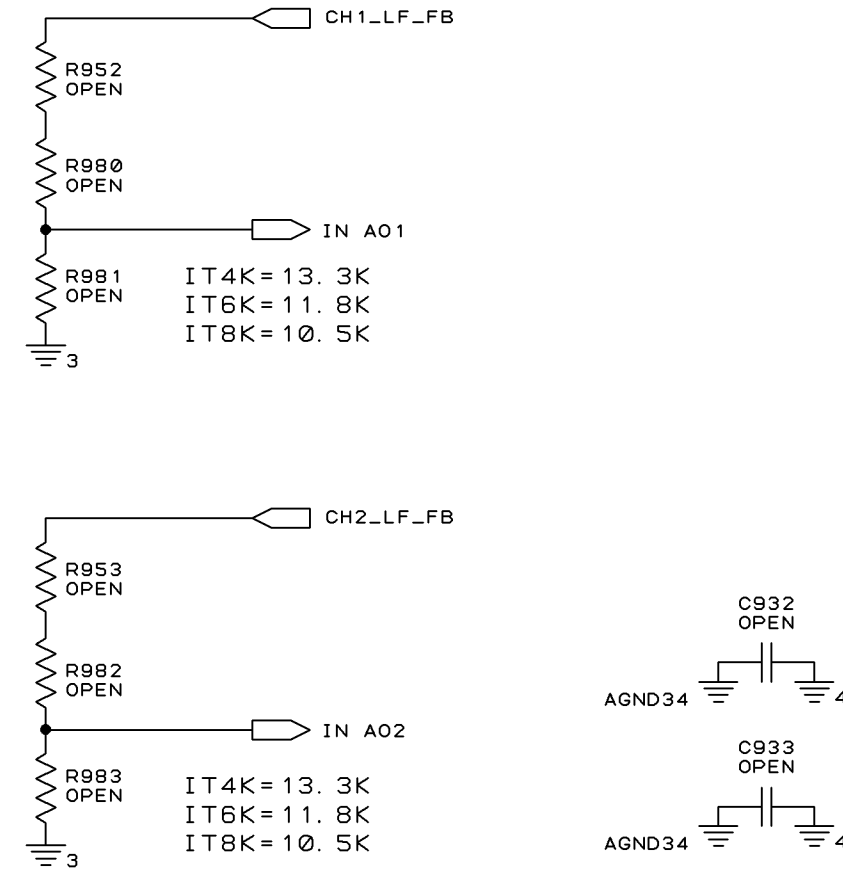 CH1_LF_FB
R952
OPEN
R980
OPEN
IN AO1
R981
OPEN
IT4K=13. 3K
IT6K=11. 8K
IT8K=10. 5K
3
CH2_LF_FB
R953
OPEN
R982
OPEN
IN AO2
R983
OPEN
IT4K=13. 3K
IT6K=11. 8K
IT8K=10. 5K
3
C932
OPEN
AGND34
4
C933
OPEN
AGND34
4